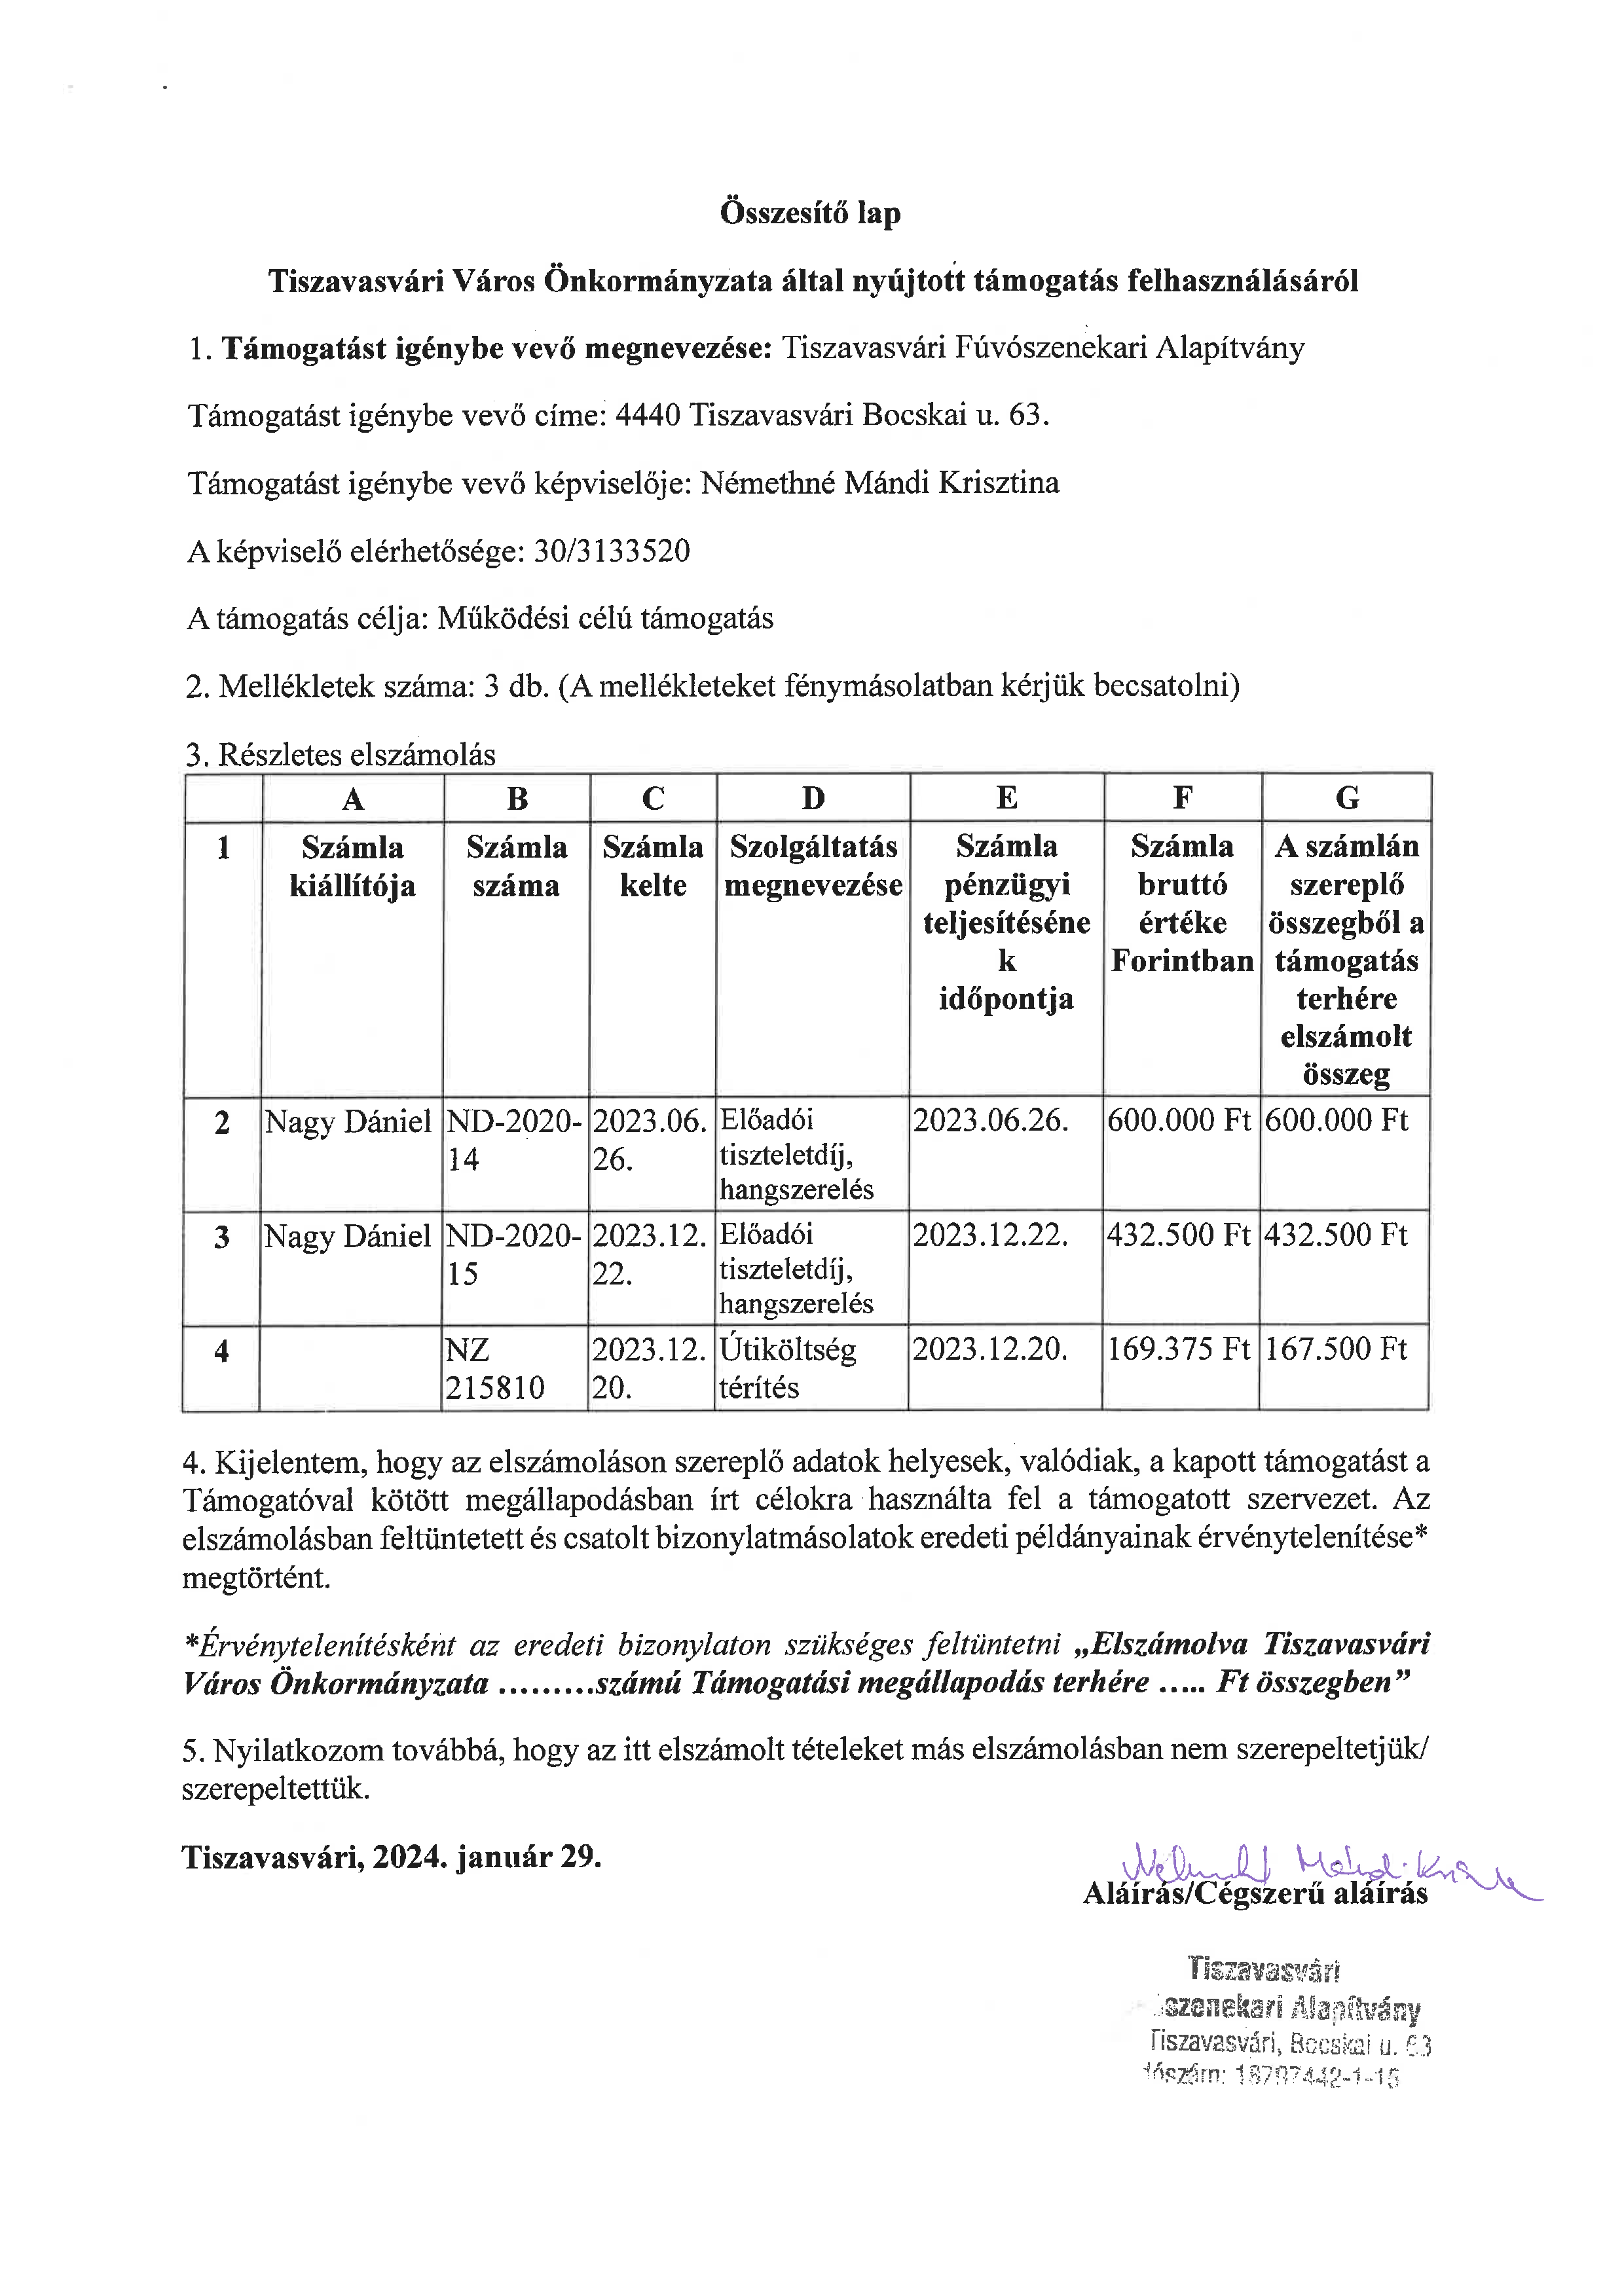 Összesítő lap
Tiszavasvári Város Önkormányzata által nyújtott támogatás felhasználásáról
1. Támogatást igénybe vevő megnevezése: Tiszavasvári Fúvószenekari Alapítvány
Támogatást igénybe vevő címe: 4440 Tiszavasvári Bocskai u. 63.
Támogatást igénybe vevő képviselője: Némethné Mándi Krisztina
A képviselő elérhetősége: 30/3133520
A támogatás célja: Működési célú támogatás
2. Mellékletek száma: 3 db. (A mellékleteket fénymásolatban kérjük becsatolni)
3. Részletes elszámolás
A B C D E F G
1 Számla kiállítója Számla száma Számla kelte Szolgáltatás megnevezése Számla pénzügyi teljesítéséne k időpontja Számla bruttó értéke Forintban A számlán szereplő összegből a támogatás terhére elszámolt összeg
2 Nagy Dániel ND-2020-14 2023.06.26. Előadói tiszteletdíj, hangszerelés 2023.06.26. 600.000 Ft 600.000 Ft
3 Nagy Dániel ND-2020-15 2023.12.22. Előadói tiszteletdíj, hangszerelés 2023.12.22. 432.500 Ft 432.500 Ft
4 NZ 215810 2023.12.20. Útiköltség térítés 2023.12.20. 169.375 Ft 167.500 Ft
4. Kijelentem, hogy az elszámoláson szereplő adatok helyesek, valódiak, a kapott támogatást a
Támogatóval kötött megállapodásban írt célokra használta fel a támogatott szervezet. Az
elszámolásban feltüntetett és csatolt bizonylatmásolatok eredeti példányainak érvénytelenítése*
megtörtént.
*Érvénytelenítésként az eredeti bizonylaton szükséges feltüntetni „Elszámolva Tiszavasvári
Város Önkormányzata .........számú Támogatási megállapodás terhére ..... Ft összegben”
5. Nyilatkozom továbbá, hogy az itt elszámolt tételeket más elszámolásban nem szerepeltetjük/
szerepeltettük.
Tiszavasvári, 2024. január 29.
Aláírás/Cégszerű aláírás
Tiszavasvári
szenekari Alapítvány
Tiszavasvári, Bocskai u. 63